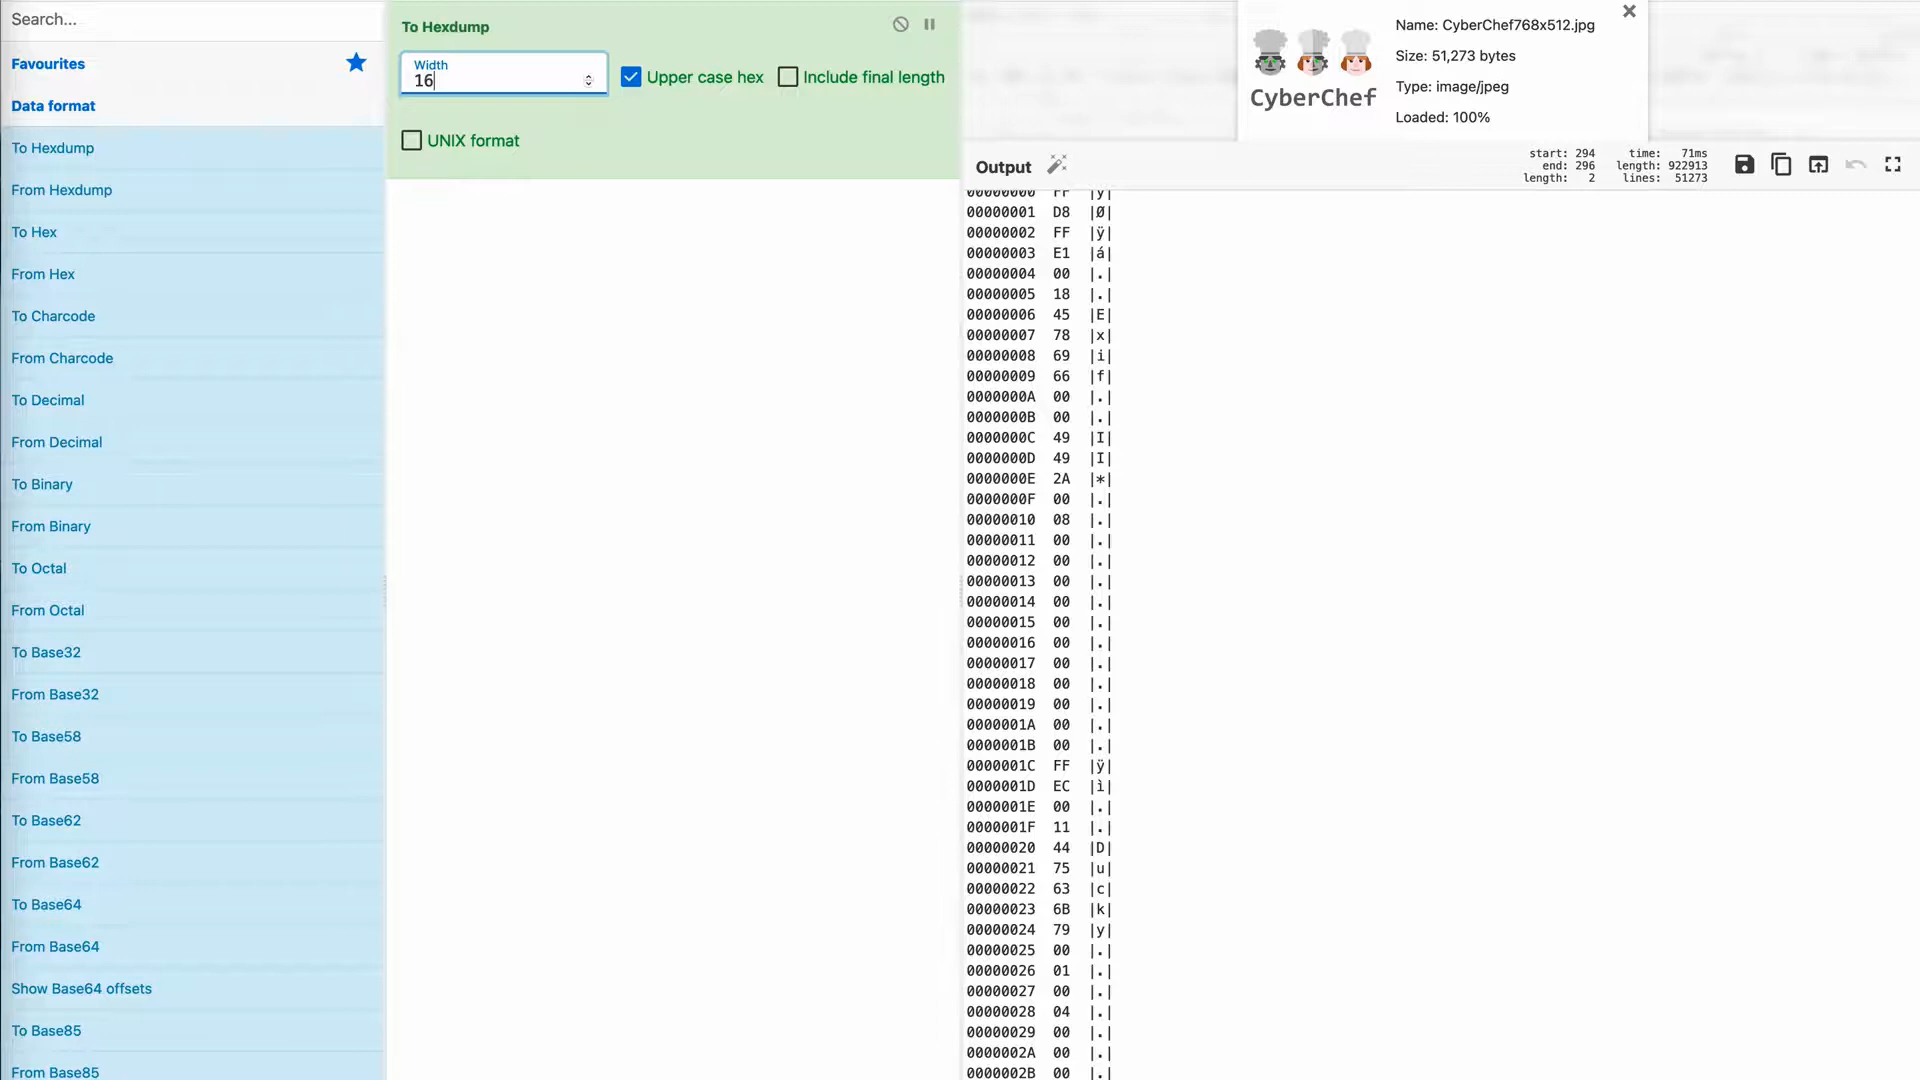 Search...
Favourites
Data format
To Hexdump
From Hexdump
To Hex
From Hex
To Charcode
From Charcode
To Decimal
From Decimal
To Binary
From Binary
To Octal
From Octal
To Base32
From Base32
To Base58
From Base58
To Base62
From Base62
To Base64
From Base64
Show Base64 offsets
To Base85
From Base85
To Hexdump
Width
16
Upper case hex
Include final length
UNIX format
CyberChef
Name: CyberChef768x512.jpg
Size: 51,273 bytes
Type: image/jpeg
Loaded: 100%
Output
start: 294 time: 71ms
end: 296 length: 922913
length: 2 lines: 51273
00000000 FF |ÿ|
00000001 D8 |Ø|
00000002 FF |ÿ|
00000003 E1 |á|
00000004 00 |.|
00000005 18 |.|
00000006 45 |E|
00000007 78 |x|
00000008 69 |i|
00000009 66 |f|
0000000A 00 |.|
0000000B 00 |.|
0000000C 49 |I|
0000000D 49 |I|
0000000E 2A |*|
0000000F 00 |.|
00000010 08 |.|
00000011 00 |.|
00000012 00 |.|
00000013 00 |.|
00000014 00 |.|
00000015 00 |.|
00000016 00 |.|
00000017 00 |.|
00000018 00 |.|
00000019 00 |.|
0000001A 00 |.|
0000001B 00 |.|
0000001C FF |ÿ|
0000001D EC |ì|
0000001E 00 |.|
0000001F 11 |.|
00000020 44 |D|
00000021 75 |u|
00000022 63 |c|
00000023 6B |k|
00000024 79 |y|
00000025 00 |.|
00000026 01 |.|
00000027 00 |.|
00000028 04 |.|
00000029 00 |.|
0000002A 00 |.|
0000002B 00 |.|